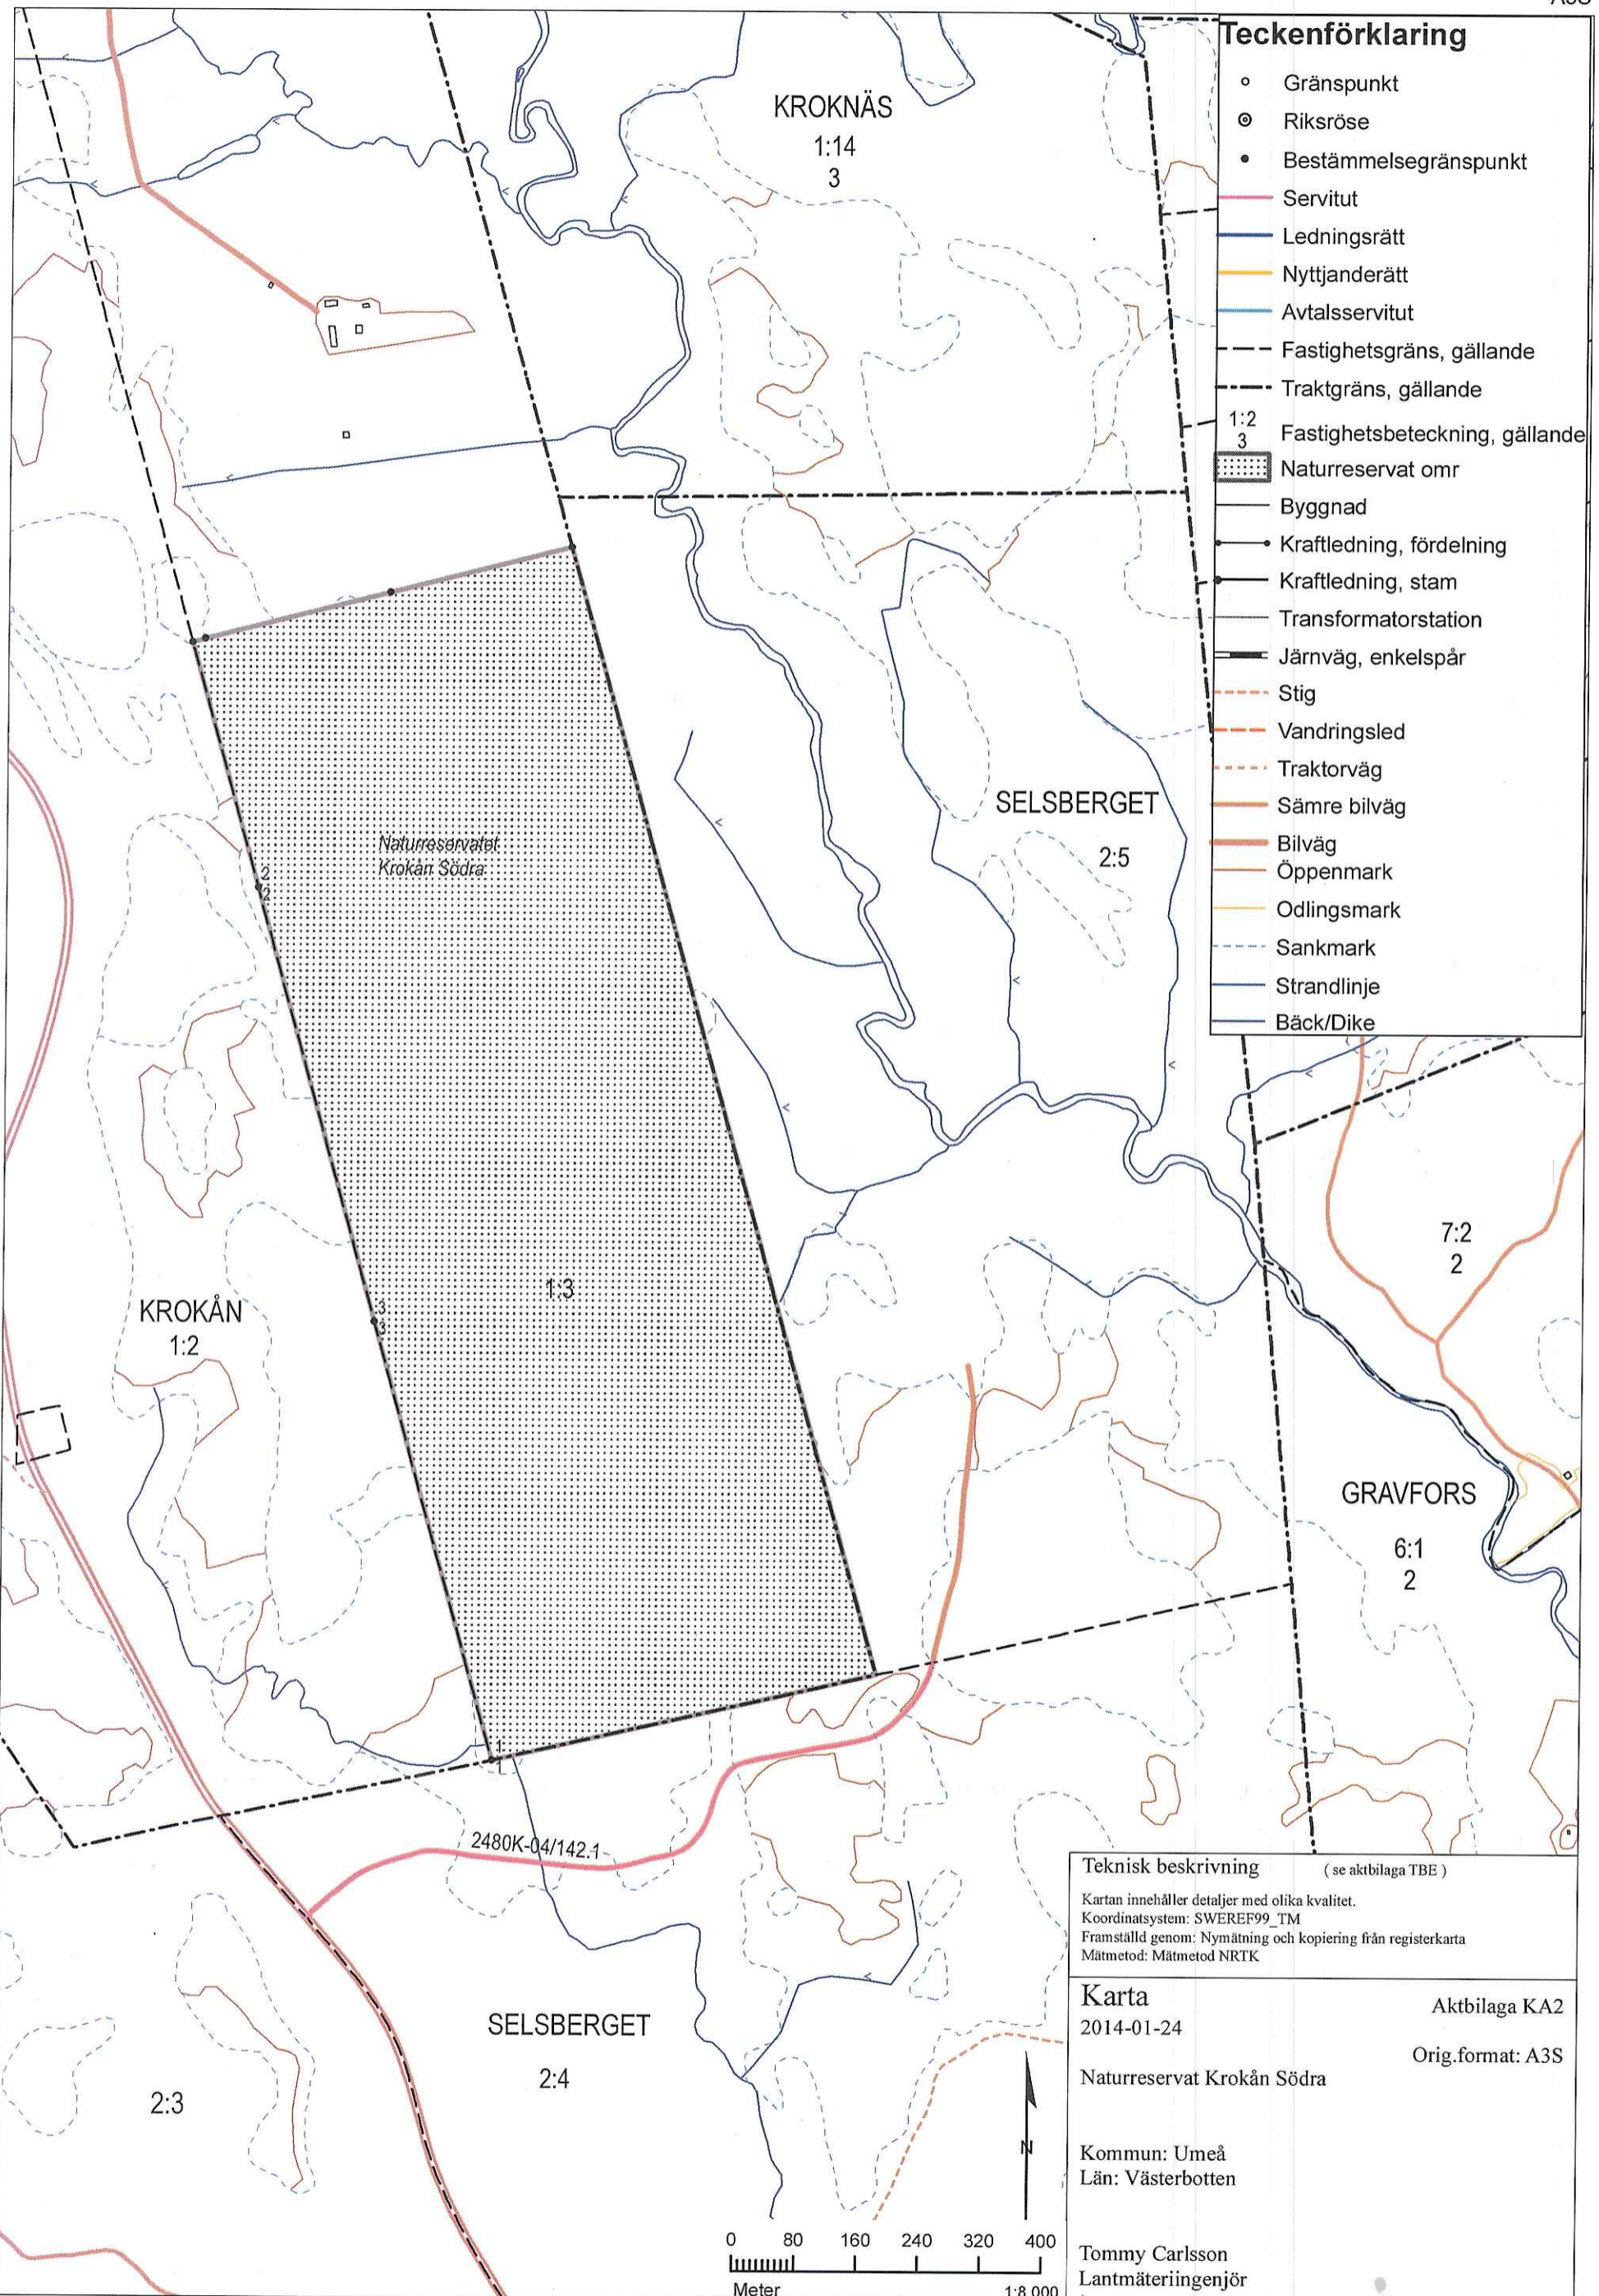 Teckenförklaring
Gränspunkt
Riksröse
Bestämmelsegränspunkt
Servitut
Ledningsrätt
Nyttjanderätt
Avtalsservitut
Fastighetsgräns, gällande
Traktgräns, gällande
1:2
3
Fastighetsbeteckning, gällande
Naturreservat omr
Byggnad
Kraftledning, fördelning
Kraftledning, stam
Transformatorstation
Järnväg, enkelspår
Stig
Vandringsled
Traktorväg
Sämre bilväg
Bilväg
Öppenmark
Odlingsmark
Sankmark
Strandlinje
Bäck/Dike
KROKNÄS
1:14
3
SELSBERGET
2:5
Naturreservatet
Krokån Södra
2
2
7:2
2
1:3
KROKÅN
1:2
3
3
GRAVFORS
6:1
2
1
1
2480K-04/142.1
SELSBERGET
2:4
2:3
N
0 80 160 240 320 400
Meter
1:8 000
Teknisk beskrivning ( se aktbilaga TBE )
Kartan innehåller detaljer med olika kvalitet.
Koordinatsystem: SWEREF99_TM
Framställd genom: Nymätning och kopiering från registerkarta
Mätmetod: Mätmetod NRTK
Karta
Aktbilaga KA2
2014-01-24
Orig.format: A3S
Naturreservat Krokån Södra
Kommun: Umeå
Län: Västerbotten
Tommy Carlsson
Lantmäteriingenjör